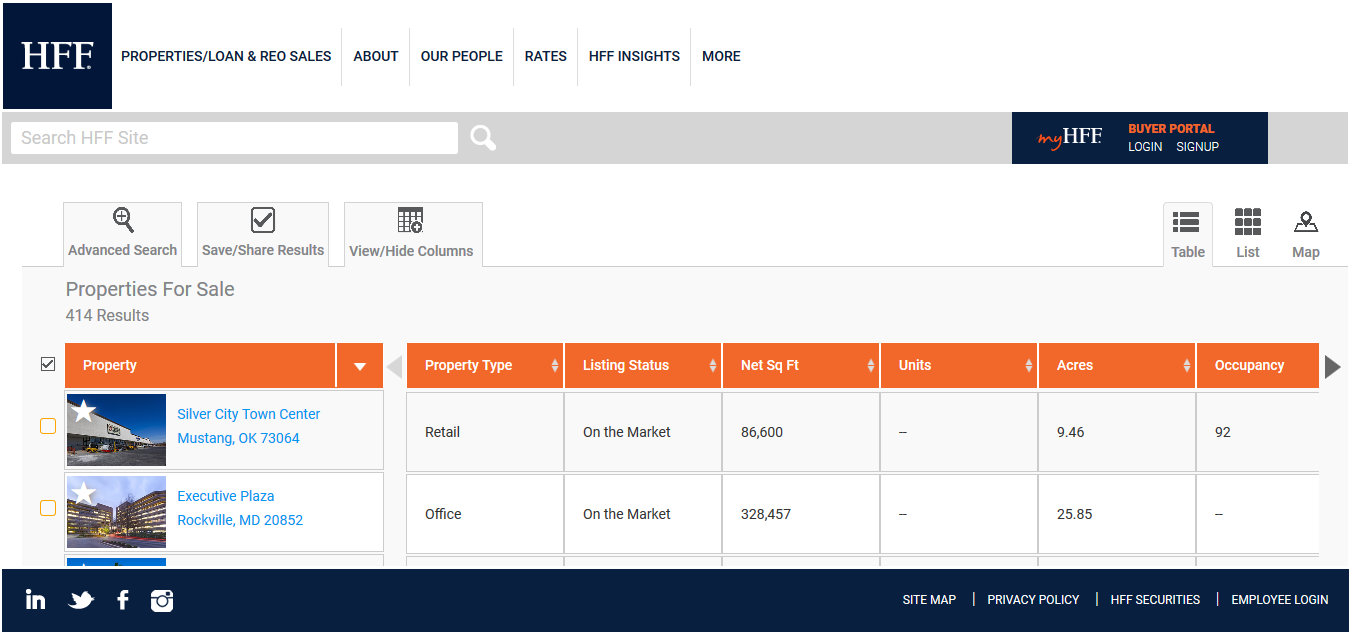 HFF
PROPERTIES/LOAN & REO SALES
ABOUT
OUR PEOPLE
RATES
HFF INSIGHTS
MORE
Search HFF Site
myHFF
BUYER PORTAL
LOGIN SIGNUP
Advanced Search
Save/Share Results
View/Hide Columns
Table
List
Map
Properties For Sale
414 Results
Property
Property Type
Listing Status
Net Sq Ft
Units
Acres
Occupancy
Silver City Town Center
Mustang, OK 73064
Retail
On the Market
86,600
--
9.46
92
Executive Plaza
Rockville, MD 20852
Office
On the Market
328,457
--
25.85
--
SITE MAP
PRIVACY POLICY
HFF SECURITIES
EMPLOYEE LOGIN